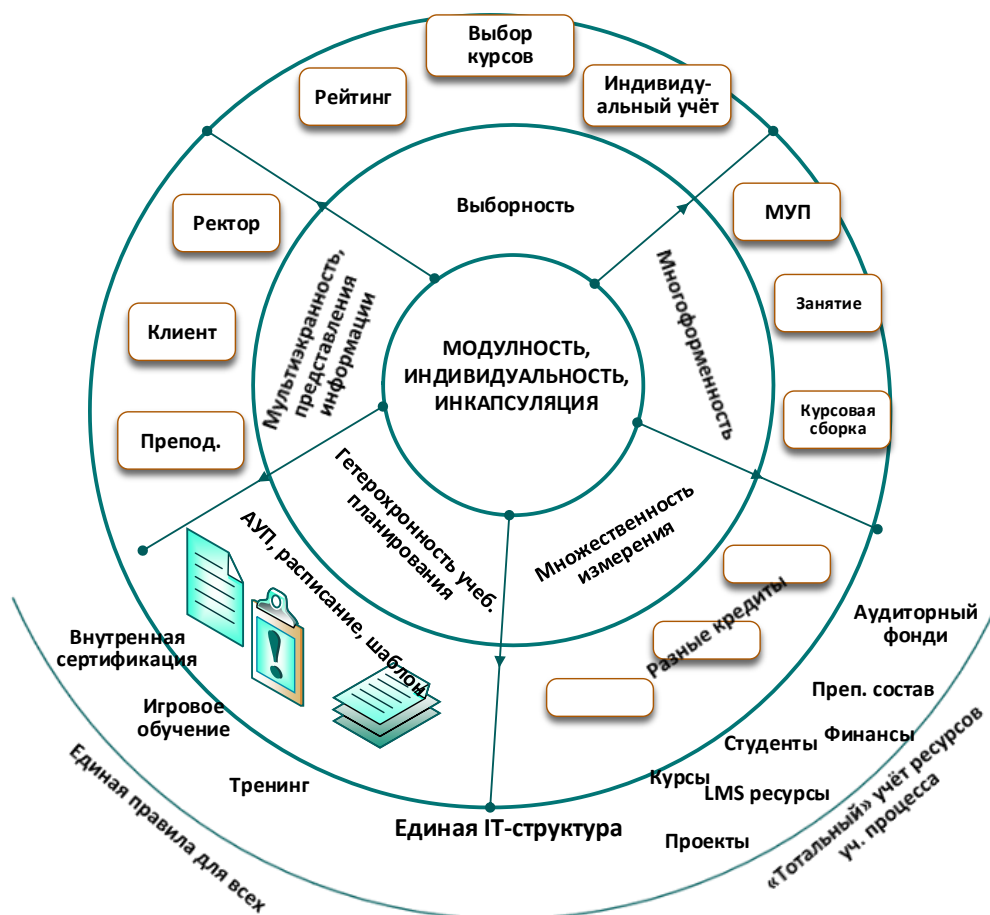 Выбор
курсов
Рейтинг
Индивиду-
альный учёт
Ректор
Выборность
МУП
Мультиэкранность,
представления
информации
Многоформенность
Занятие
Клиент
МОДУЛНОСТЬ,
ИНДИВИДУАЛЬНОСТЬ,
ИНКАПСУЛЯЦИЯ
Препод.
Курсовая
сборка
Гетерохронность учеб.
планирования
Множественность
измерения
АУП, расписание, шаблон
Разные кредиты
Аудиторный
фонди
Внутренная
сертификация
Преп. состав
Игровое
обучение
Студенты
Финансы
Тренинг
Курсы
LMS ресурсы
Единая IT-структура
Проекты
Единая правила для всех
«Тотальный» учёт ресурсов
уч. процесса